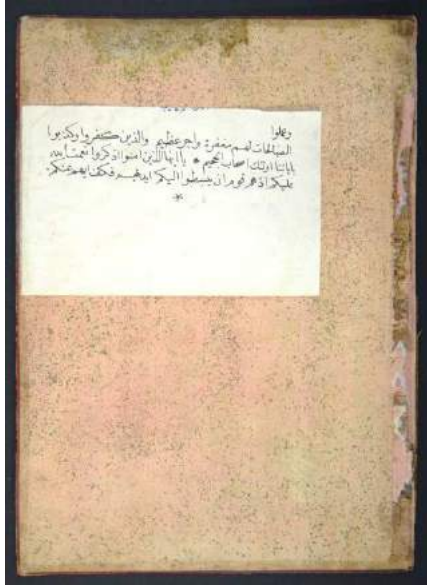 وعملوا
الصالحات لهم مغفرة واجر عظيم والذين كفروا وكذبوا
باياتنا اولئك اصحاب الجحيم * يا ايها الذين امنوا اذكروا نعمت الله
عليكم اذ هم قوم ان يبسطوا اليكم ايديهم فكف ايديهم عنكم
*